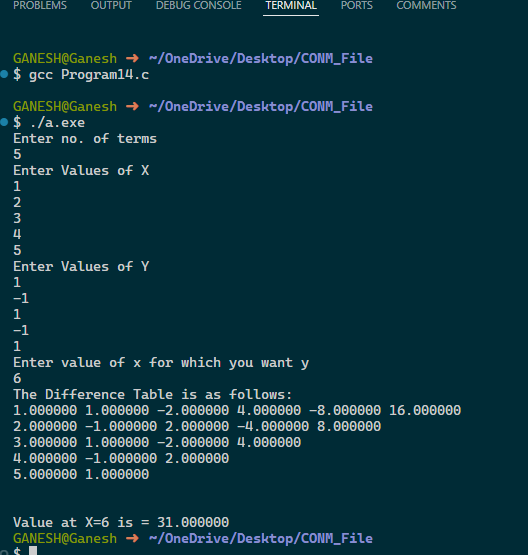 PROBLEMS OUTPUT DEBUG CONSOLE TERMINAL PORTS COMMENTS
GANESH@Ganesh ➜ ~/OneDrive/Desktop/CONM_File
$ gcc Program14.c
GANESH@Ganesh ➜ ~/OneDrive/Desktop/CONM_File
$ ./a.exe
Enter no. of terms
5
Enter Values of X
1
2
3
4
5
Enter Values of Y
1
-1
1
-1
1
Enter value of x for which you want y
6
The Difference Table is as follows:
1.000000 1.000000 -2.000000 4.000000 -8.000000 16.000000
2.000000 -1.000000 2.000000 -4.000000 8.000000
3.000000 1.000000 -2.000000 4.000000
4.000000 -1.000000 2.000000
5.000000 1.000000
Value at X=6 is = 31.000000
GANESH@Ganesh ➜ ~/OneDrive/Desktop/CONM_File
$